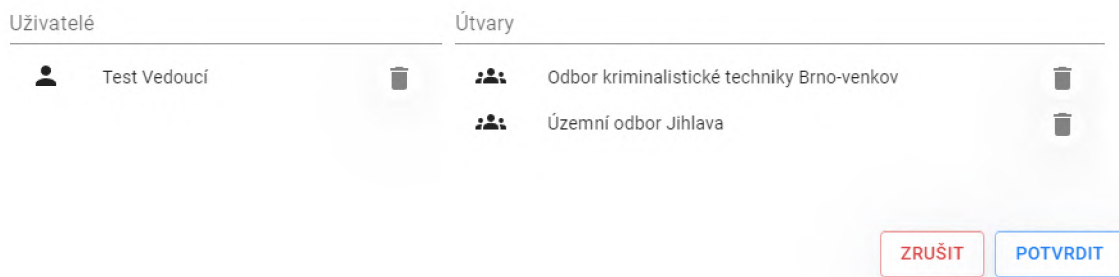 Uživatelé
Test Vedoucí
Útvary
Odbor kriminalistické techniky Brno-venkov
Územní odbor Jihlava
ZRUŠIT
POTVRDIT